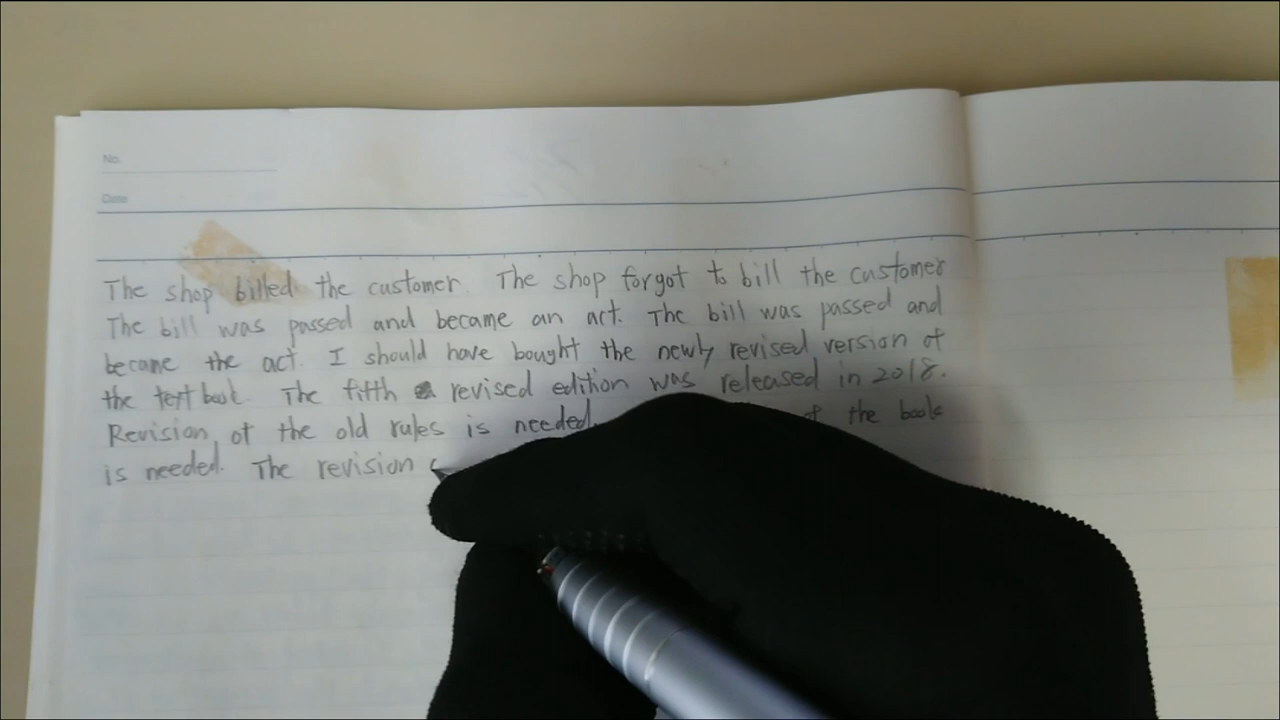 No.
Date
The shop billed the customer. The shop forgot to bill the customer
The bill was passed and became an act. The bill was passed and
became the act. I should have bought the newly revised version of
the textbook. The fifth revised edition was released in 2018.
Revision of the old rules is needed. of the book
is needed. The revision